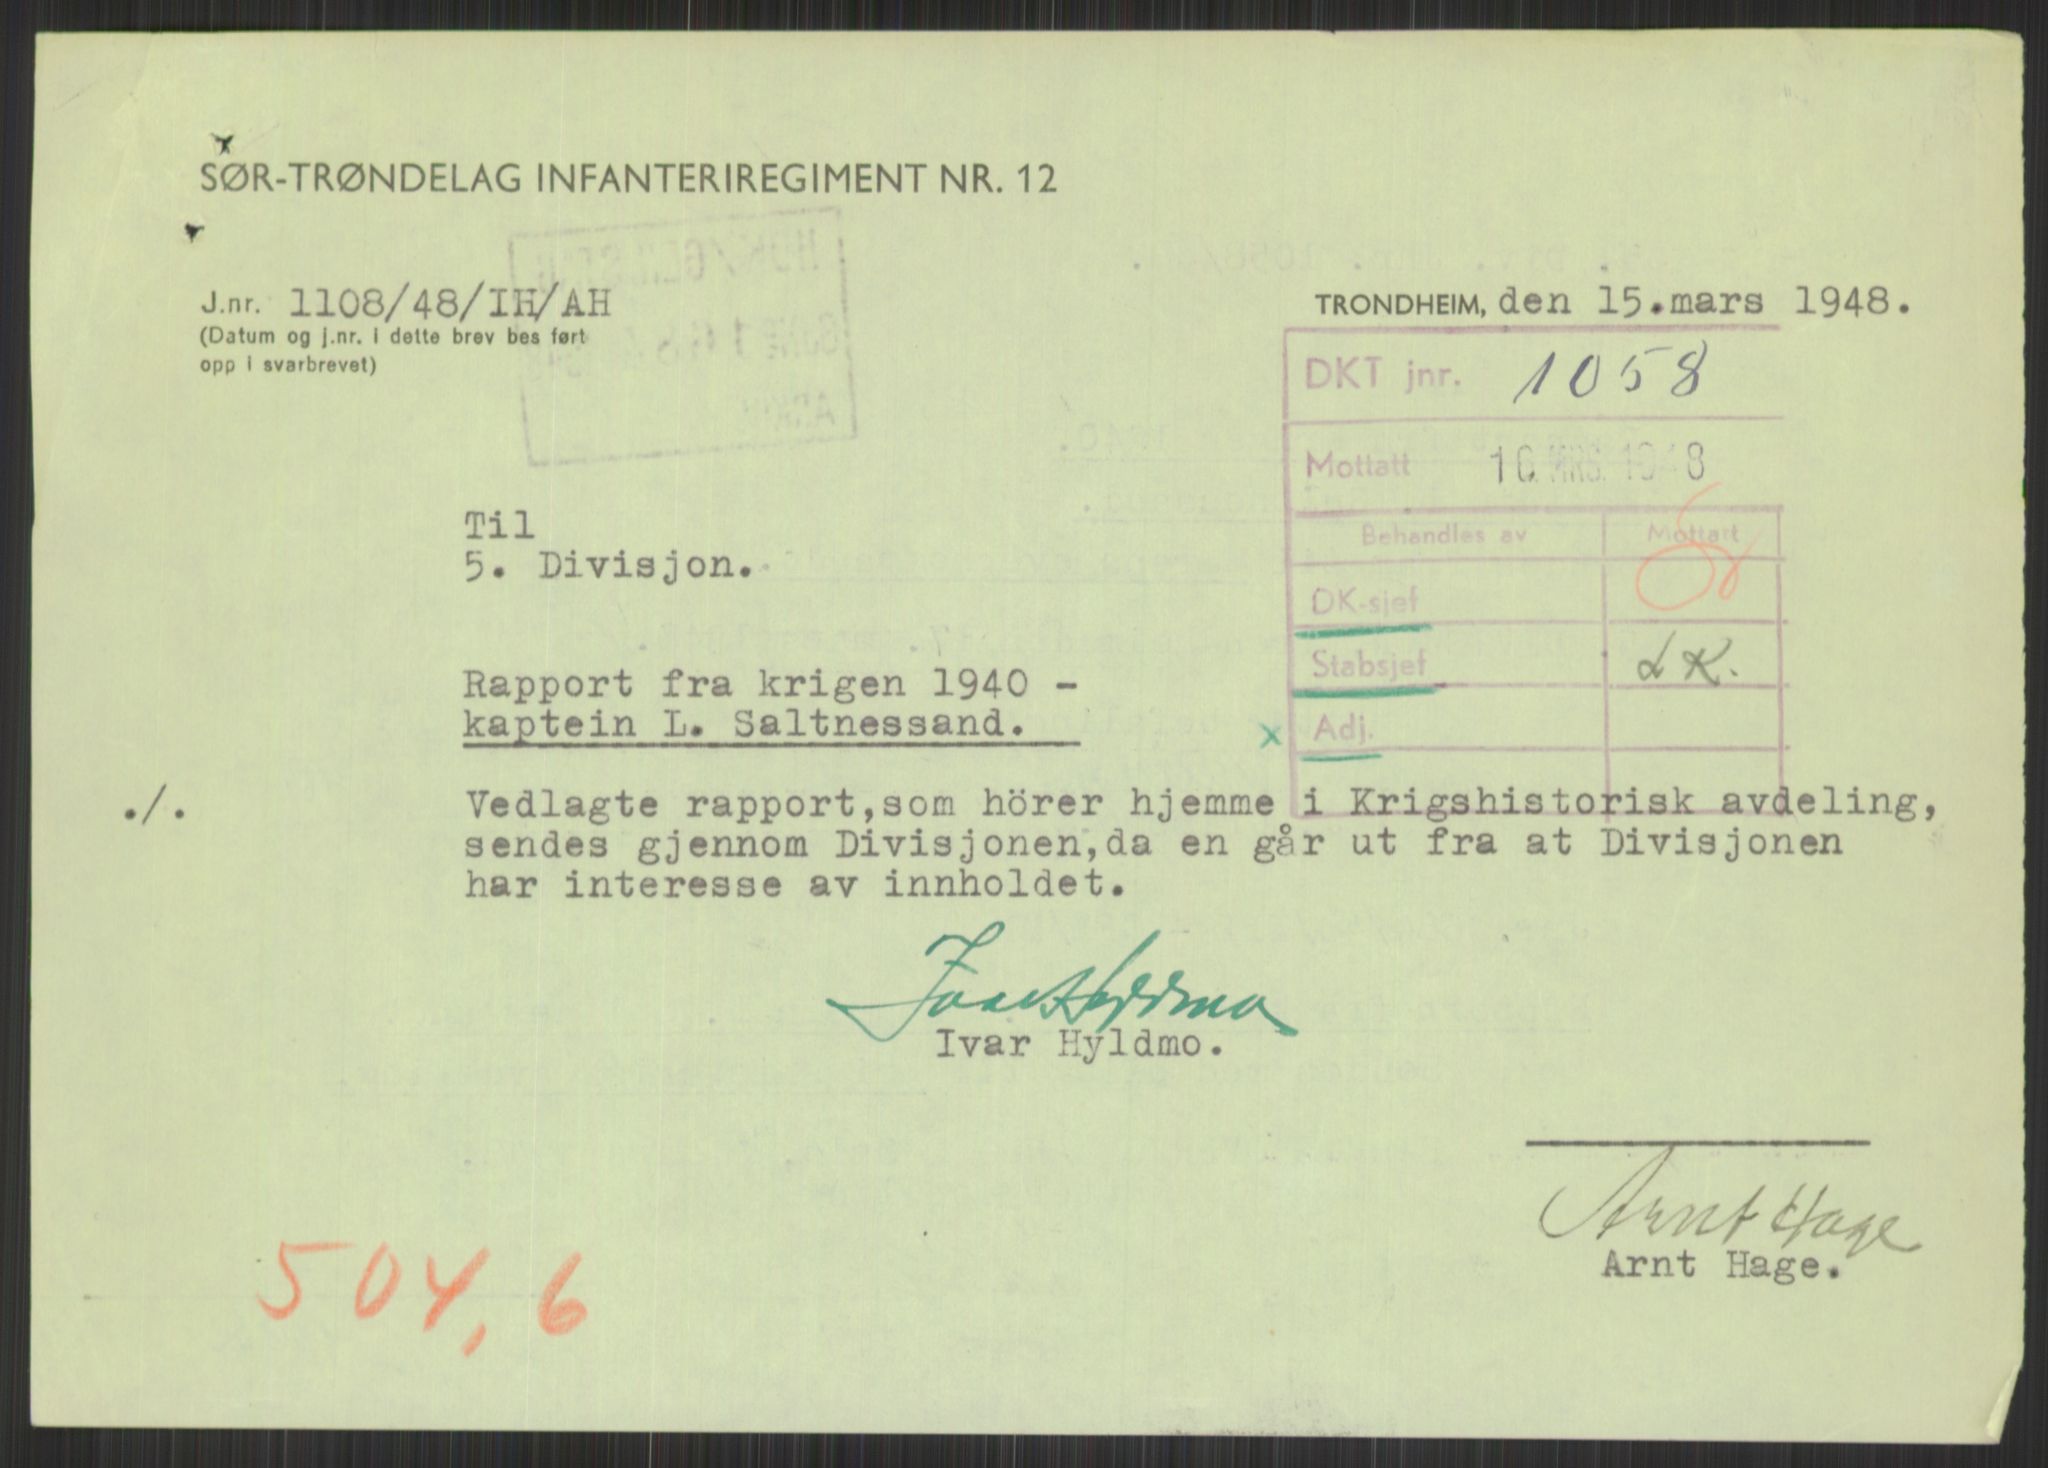 SØR-TRØNDELAG INFANTERIREGIMENT NR. 12
J.nr. 1108/48/IH/AH
(Datum og j.nr. i dette brev bes ført
opp i svarbrevet)
TRONDHEIM, den 15.mars 1948.
DKT jnr. 1058
Mottatt 16 MRS. 1948
Behandles av Mottatt
DK-sjef
Stabsjef LK.
x Adj.
Til
5. Divisjon.
Rapport fra krigen 1940 -
kaptein L. Saltnessand.
./. Vedlagte rapport,som hörer hjemme i Krigshistorisk avdeling,
sendes gjennom Divisjonen,da en går ut fra at Divisjonen
har interesse av innholdet.
Ivar Hyldmo
Ivar Hyldmo.
Arnt Hage
Arnt Hage.
504,6